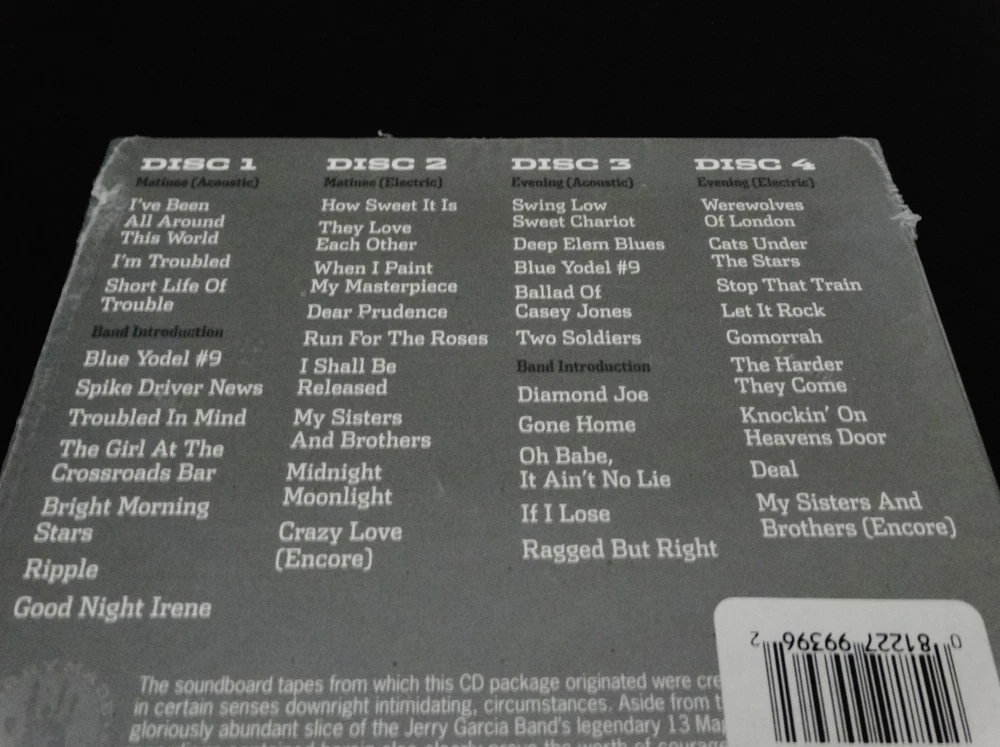 DISC 1
Matinee (Acoustic)
I've Been
All Around
This World
I'm Troubled
Short Life Of
Trouble
Band Introduction
Blue Yodel #9
Spike Driver News
Troubled In Mind
The Girl At The
Crossroads Bar
Bright Morning
Stars
Ripple
Good Night Irene
DISC 2
Matinee (Electric)
How Sweet It Is
They Love
Each Other
When I Paint
My Masterpiece
Dear Prudence
Run For The Roses
I Shall Be
Released
My Sisters
And Brothers
Midnight
Moonlight
Crazy Love
(Encore)
DISC 3
Evening (Acoustic)
Swing Low
Sweet Chariot
Deep Elem Blues
Blue Yodel #9
Ballad Of
Casey Jones
Two Soldiers
Band Introduction
Diamond Joe
Gone Home
Oh Babe,
It Ain't No Lie
If I Lose
Ragged But Right
DISC 4
Evening (Electric)
Werewolves
Of London
Cats Under
The Stars
Stop That Train
Let It Rock
Gomorrah
The Harder
They Come
Knockin' On
Heavens Door
Deal
My Sisters And
Brothers (Encore)
The soundboard tapes from which this CD package originated were cre
in certain senses downright intimidating, circumstances. Aside from t
gloriously abundant slice of the Jerry Garcia Band's legendary 13 Ma
0 81227 99396 2